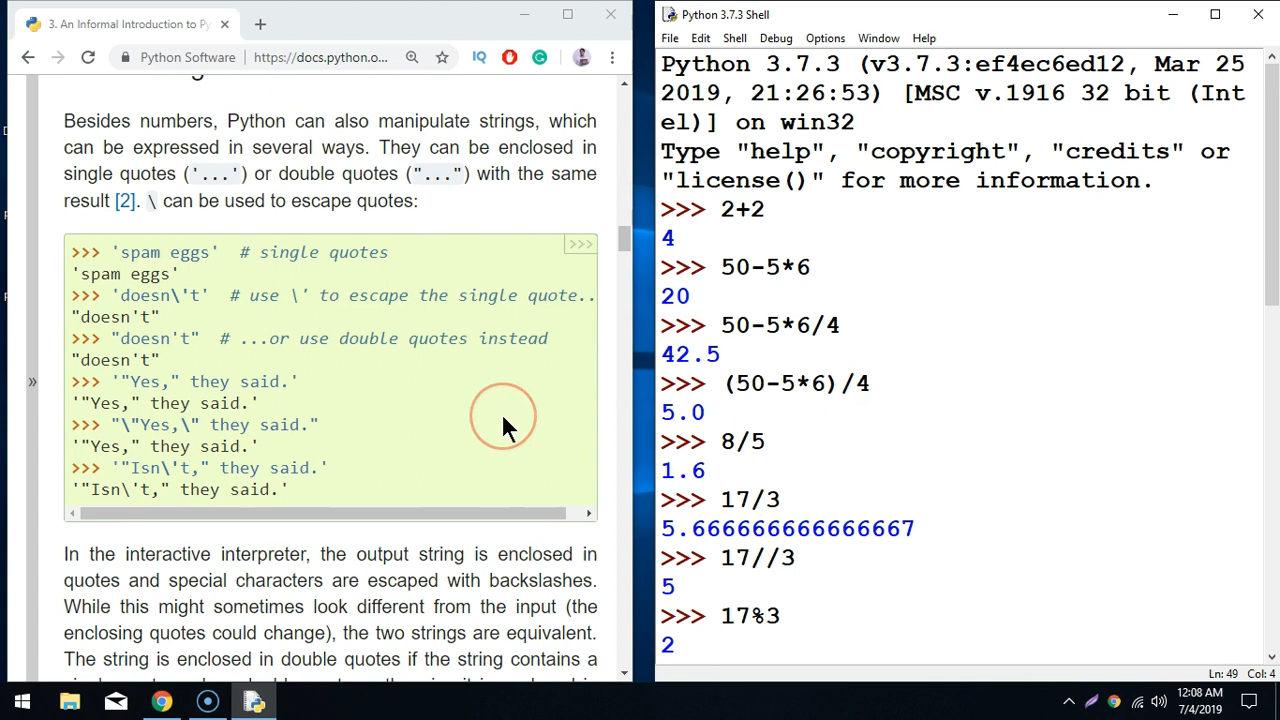 3. An Informal Introduction to Py
Python Software
https://docs.python.o...
IQ
Besides numbers, Python can also manipulate strings, which
can be expressed in several ways. They can be enclosed in
single quotes ('...') or double quotes ("...") with the same
result [2]. \ can be used to escape quotes:
>>>
>>> 'spam eggs'  # single quotes
'spam eggs'
>>> 'doesn\'t'  # use \' to escape the single quote..
"doesn't"
>>> "doesn't"  # ...or use double quotes instead
"doesn't"
>>> '"Yes," they said.'
'"Yes," they said.'
>>> "\"Yes,\" they said."
'"Yes," they said.'
>>> '"Isn\'t," they said.'
'"Isn\'t," they said.'
»
In the interactive interpreter, the output string is enclosed in
quotes and special characters are escaped with backslashes.
While this might sometimes look different from the input (the
enclosing quotes could change), the two strings are equivalent.
The string is enclosed in double quotes if the string contains a
Python 3.7.3 Shell
File Edit Shell Debug Options Window Help
Python 3.7.3 (v3.7.3:ef4ec6ed12, Mar 25
2019, 21:26:53) [MSC v.1916 32 bit (Int
el)] on win32
Type "help", "copyright", "credits" or
"license()" for more information.
>>> 2+2
4
>>> 50-5*6
20
>>> 50-5*6/4
42.5
>>> (50-5*6)/4
5.0
>>> 8/5
1.6
>>> 17/3
5.666666666666667
>>> 17//3
5
>>> 17%3
2
Ln: 49 Col: 4
12:08 AM
7/4/2019